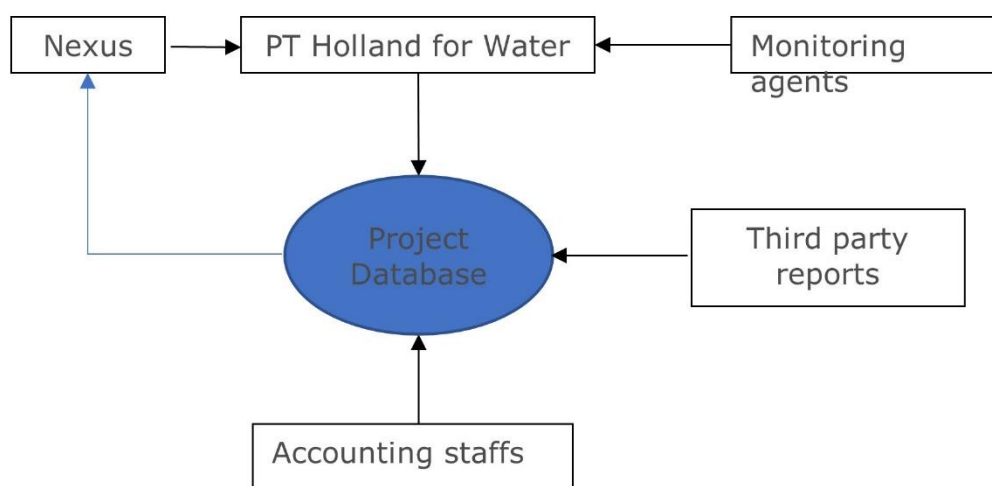 Nexus
PT Holland for Water
Monitoring
agents
Project
Database
Third party
reports
Accounting staffs